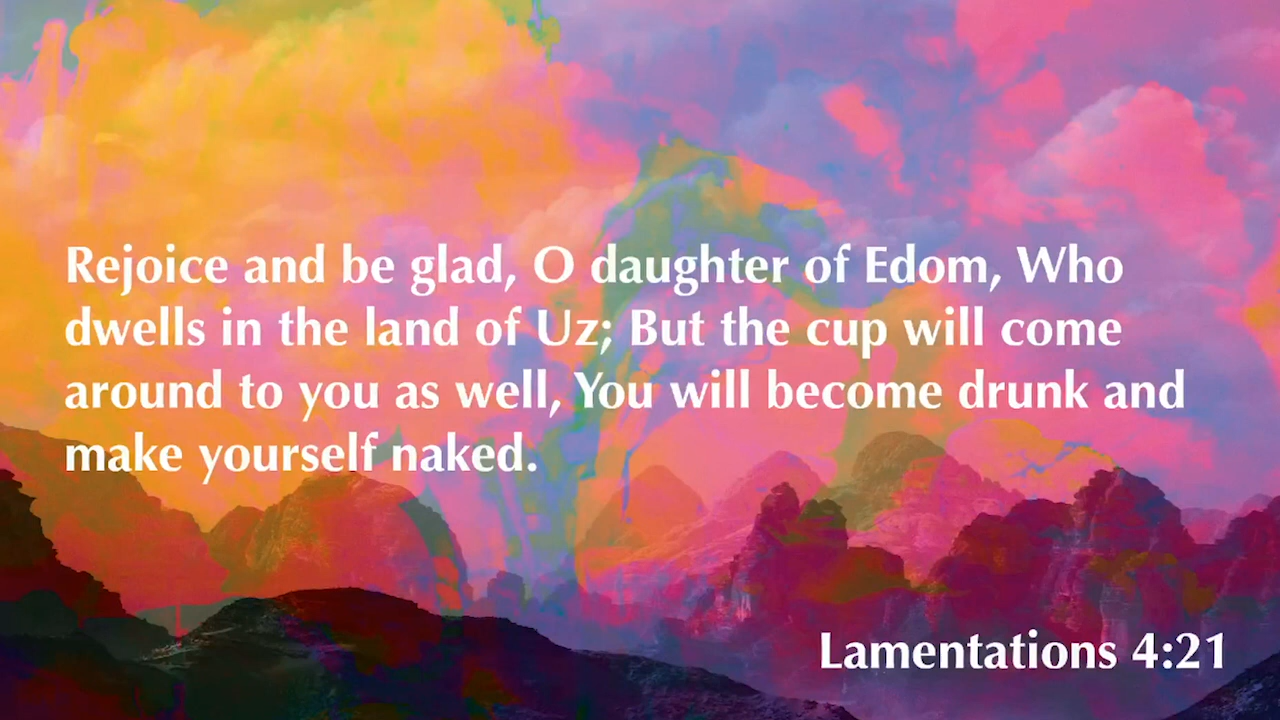 Rejoice and be glad, O daughter of Edom, Who
dwells in the land of Uz; But the cup will come
around to you as well, You will become drunk and
make yourself naked.
Lamentations 4:21